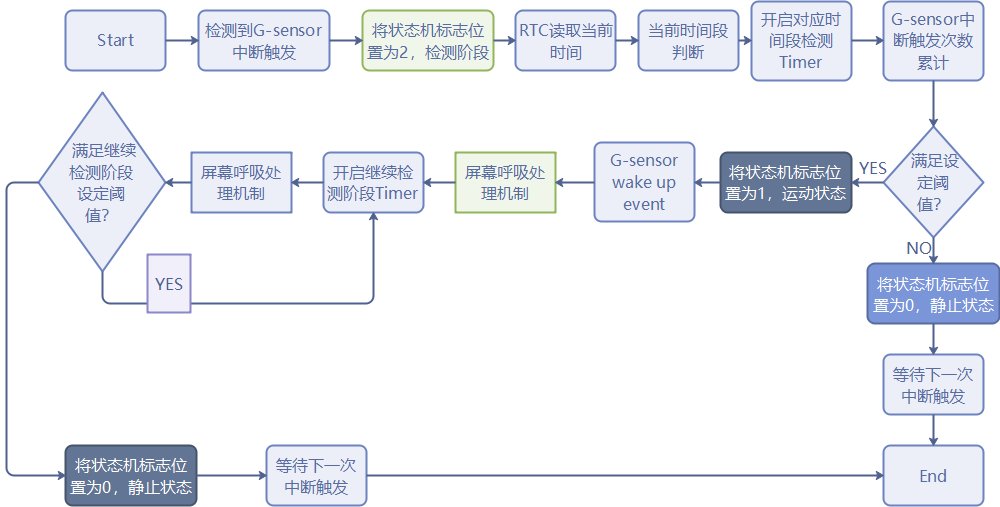 Start
检测到G-sensor
中断触发
将状态机标志位
置为2，检测阶段
RTC读取当前
时间
当前时间段
判断
开启对应时
间段检测
Timer
G-sensor中
断触发次数
累计
满足设
定阈
值?
YES
将状态机标志位
置为1，运动状态
G-sensor
wake up
event
屏幕呼吸处
理机制
开启继续检
测阶段Timer
屏幕呼吸处
理机制
满足继续
检测阶段
设定阈
值?
YES
NO
将状态机标志位
置为0，静止状态
等待下一次
中断触发
将状态机标志位
置为0，静止状态
等待下一次
中断触发
End